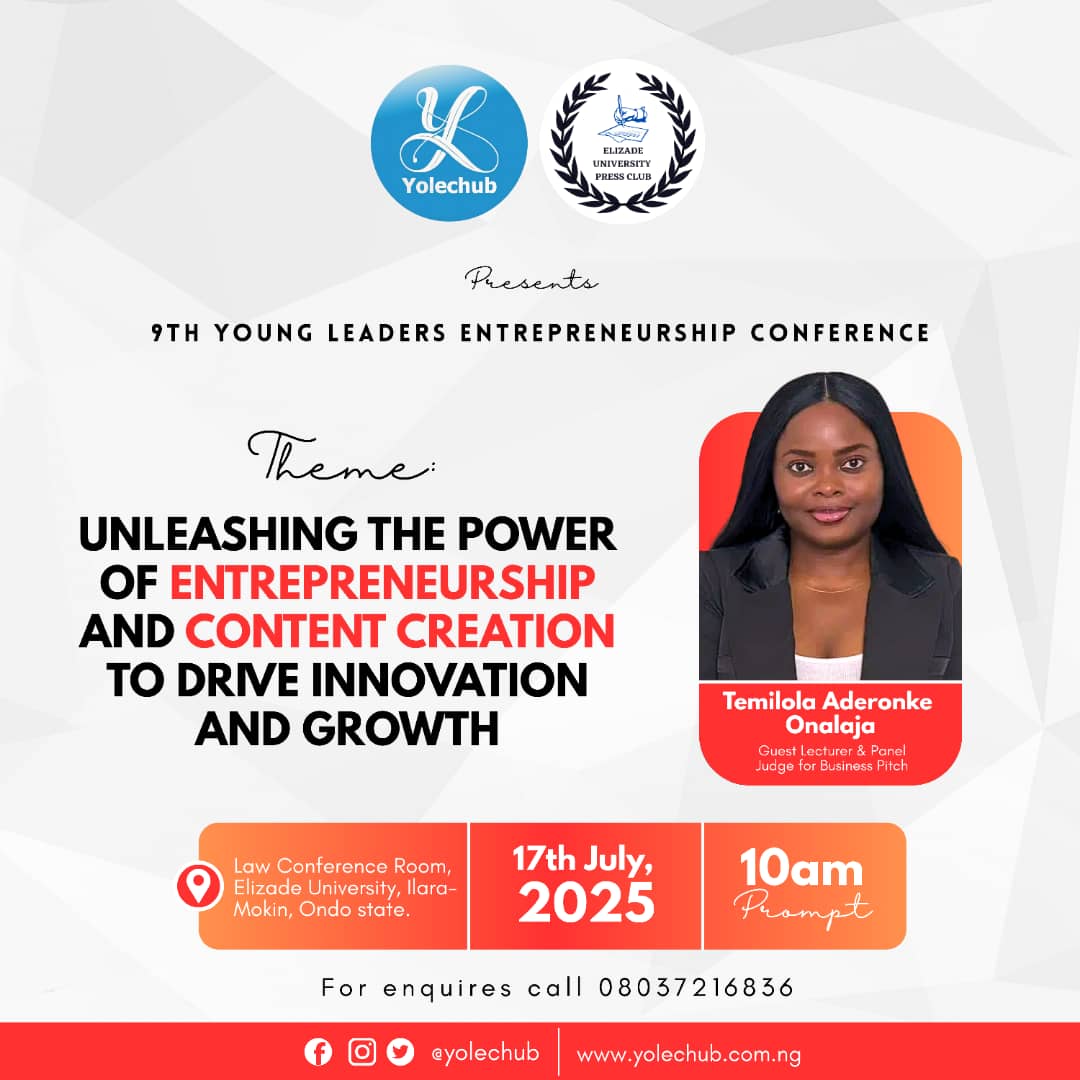 Yolechub
ELIZADE
UNIVERSITY
PRESS CLUB
Presents
9TH YOUNG LEADERS ENTREPRENEURSHIP CONFERENCE
Theme:
UNLEASHING THE POWER
OF ENTREPRENEURSHIP
AND CONTENT CREATION
TO DRIVE INNOVATION
AND GROWTH
Temilola Aderonke
Onalaja
Guest Lecturer & Panel
Judge for Business Pitch
Law Conference Room,
Elizade University, Ilara-
Mokin, Ondo state.
17th July,
2025
10am
Prompt
For enquires call 08037216836
@yolechub
www.yolechub.com.ng